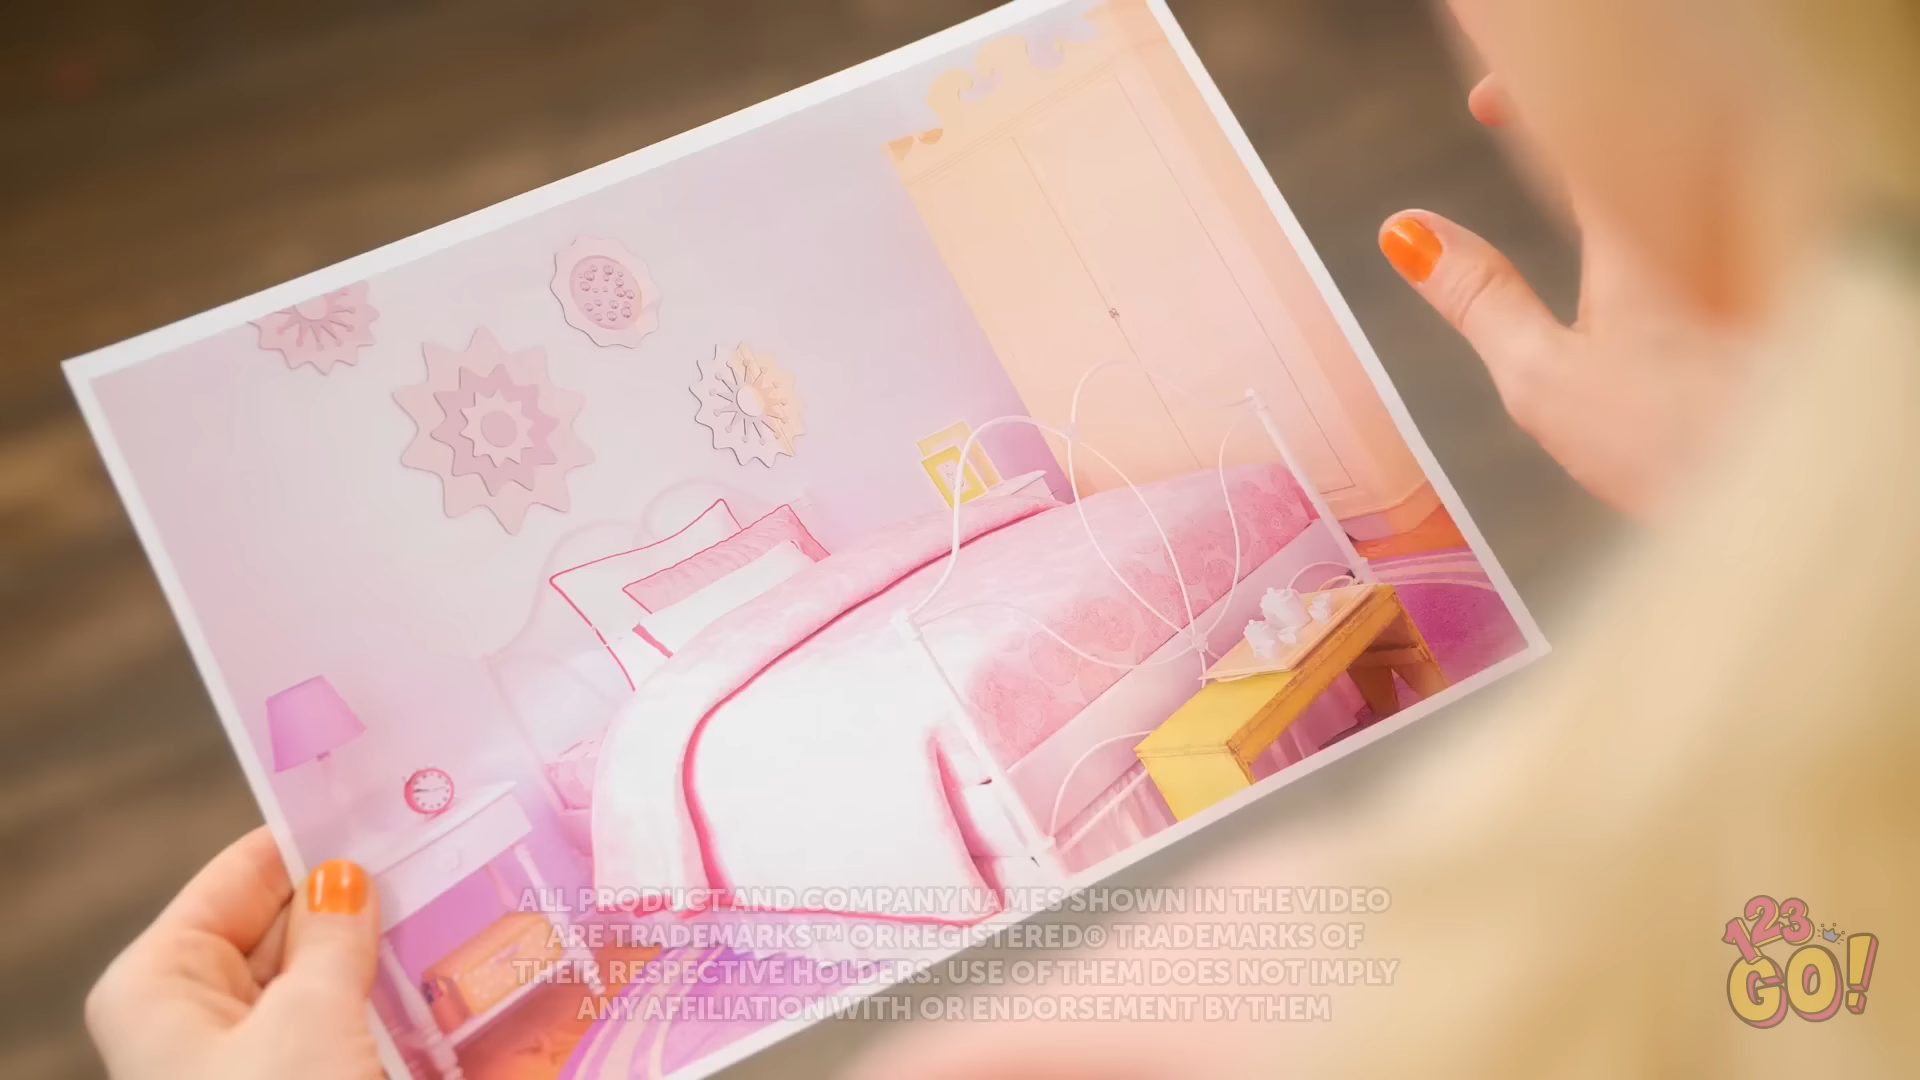 ALL PRODUCT AND COMPANY NAMES SHOWN IN THE VIDEO
ARE TRADEMARKS™ OR REGISTERED® TRADEMARKS OF
THEIR RESPECTIVE HOLDERS. USE OF THEM DOES NOT IMPLY
ANY AFFILIATION WITH OR ENDORSEMENT BY THEM
123
GO!